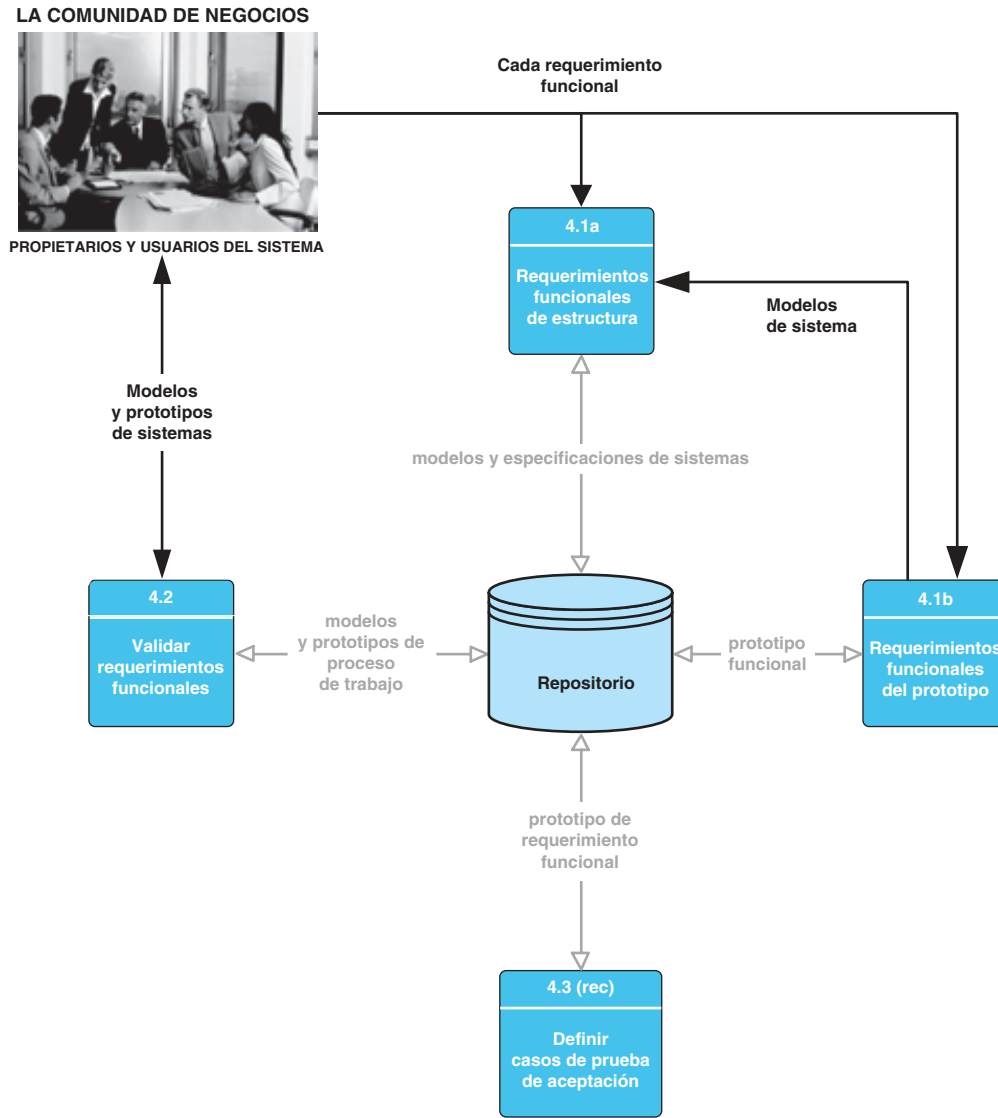 LA COMUNIDAD DE NEGOCIOS
PROPIETARIOS Y USUARIOS DEL SISTEMA
Cada requerimiento
funcional
4.1a
Requerimientos
funcionales
de estructura
Modelos
de sistema
Modelos
y prototipos
de sistemas
modelos y especificaciones de sistemas
4.2
Validar
requerimientos
funcionales
modelos
y prototipos de
proceso
de trabajo
Repositorio
prototipo
funcional
4.1b
Requerimientos
funcionales
del prototipo
prototipo de
requerimiento
funcional
4.3 (rec)
Definir
casos de prueba
de aceptación